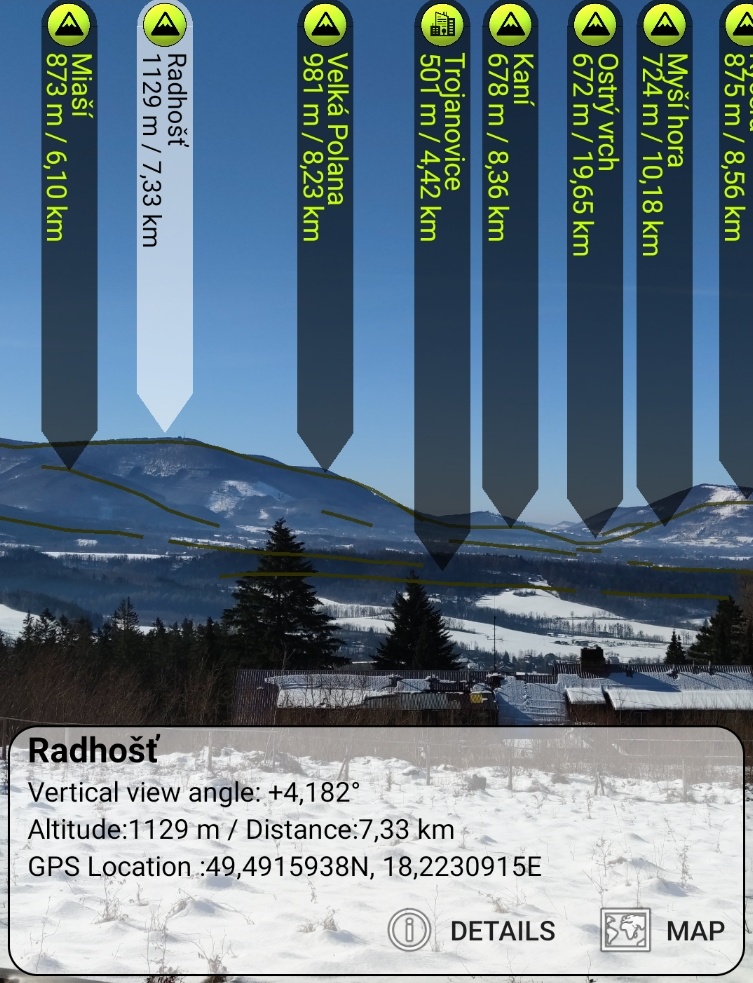 Miaší
873 m / 6,10 km
Radhošť
1129 m / 7,33 km
Velká Polana
981 m / 8,23 km
Trojanovice
501 m / 4,42 km
Kaní
678 m / 8,36 km
Ostrý vrch
672 m / 19,65 km
Myší hora
724 m / 10,18 km
875 m / 8,56 km
Radhošť
Vertical view angle: +4,182°
Altitude:1129 m / Distance:7,33 km
GPS Location :49,4915938N, 18,2230915E
DETAILS
MAP